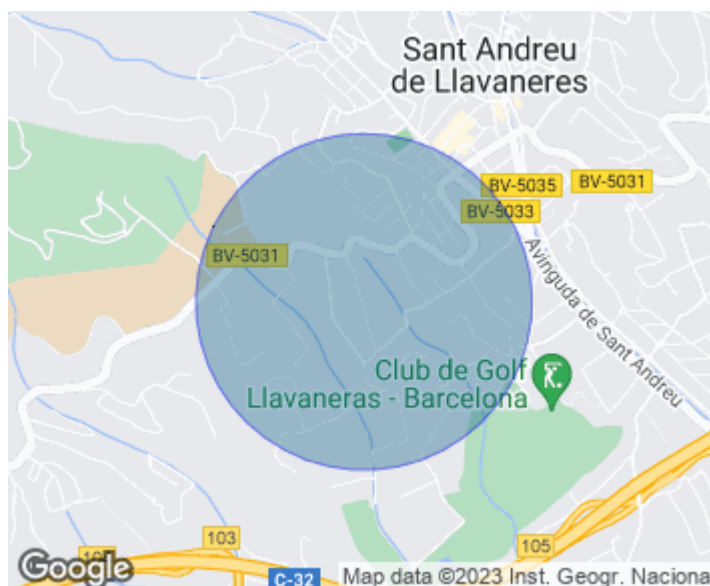 Sant Andreu
de Llavaneres
BV-5035
BV-5031
BV-5033
BV-5031
Avinguda de Sant Andreu
Club de Golf
Llavaneras - Barcelona
103
105
C-32
Google
Map data ©2023 Inst. Geogr. Naciona